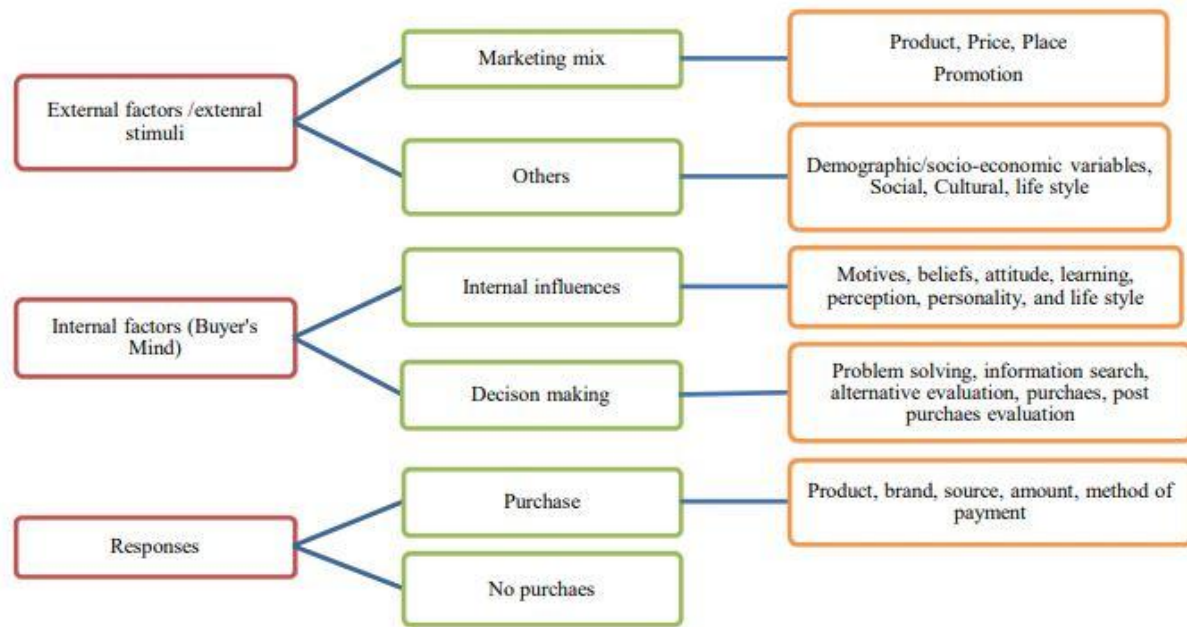 Marketing mix
Product, Price, Place
Promotion
External factors /extenral
stimuli
Others
Demographic/socio-economic variables,
Social, Cultural, life style
Internal influences
Motives, beliefs, attitude, learning,
perception, personality, and life style
Internal factors (Buyer's
Mind)
Decison making
Problem solving, information search,
alternative evaluation, purchaes, post
purchaes evaluation
Purchase
Product, brand, source, amount, method of
payment
Responses
No purchaes